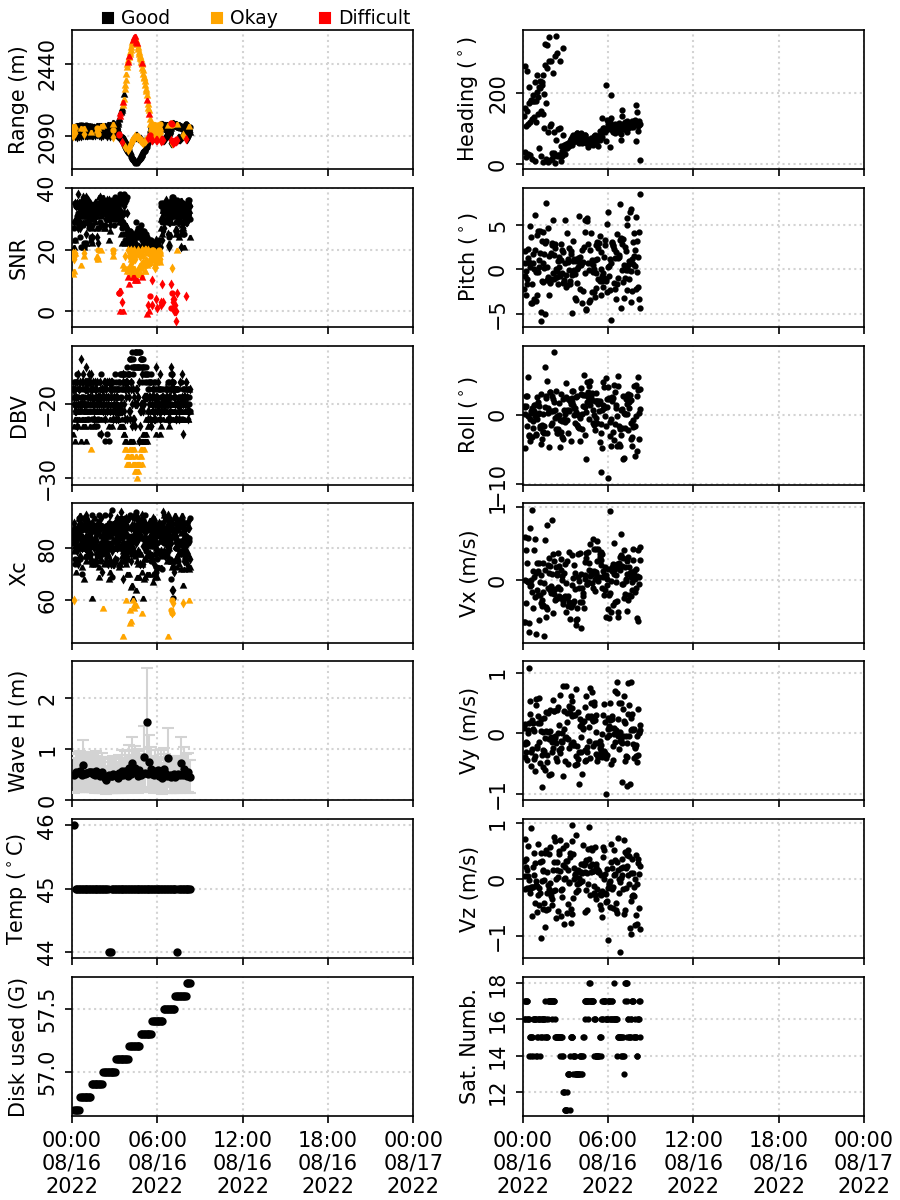 Good Okay Difficult
Range (m)
2440
2090
Heading (°)
200
0
SNR
40
20
0
Pitch (°)
5
0
−5
DBV
−20
−30
Roll (°)
0
−10
Xc
80
60
Vx (m/s)
1
0
Wave H (m)
2
1
0
Vy (m/s)
1
0
−1
Temp (°C)
46
45
44
Vz (m/s)
1
0
−1
Disk used (G)
57.5
57.0
Sat. Numb.
18
16
14
12
00:00 06:00 12:00 18:00 00:00 00:00 06:00 12:00 18:00 00:00
08/16 08/16 08/16 08/16 08/17 08/16 08/16 08/16 08/16 08/17
2022 2022 2022 2022 2022 2022 2022 2022 2022 2022